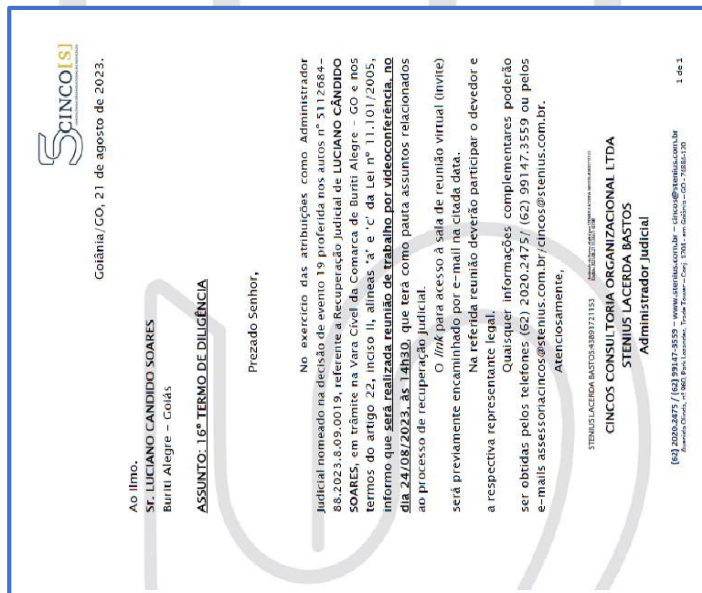 CINCO[S]
Goiânia/GO, 21 de agosto de 2023.
Ao Ilmo.
Sr. LUCIANO CANDIDO SOARES
Buriti Alegre – Goiás
ASSUNTO: 16º TERMO DE DILIGÊNCIA
Prezado Senhor,
No exercício das atribuições como Administrador
Judicial nomeado na decisão de evento 19 proferida nos autos nº 5112684-
88.2023.8.09.0019, referente a Recuperação Judicial de LUCIANO CÂNDIDO
SOARES, em trâmite na Vara Cível da Comarca de Buriti Alegre – GO e nos
termos do artigo 22, inciso II, alíneas 'a' e 'c' da Lei nº 11.101/2005,
informo que será realizada reunião de trabalho por videoconferência, no
dia 24/08/2023, às 14h30, que terá como pauta assuntos relacionados
ao processo de recuperação judicial.
O link para acesso à sala de reunião virtual (invite)
será previamente encaminhado por e-mail na citada data.
Na referida reunião deverão participar o devedor e
a respectiva representante legal.
Quaisquer informações complementares poderão
ser obtidas pelos telefones (62) 2020.2475/ (62) 99147.3559 ou pelos
e-mails assessoriacincos@stenius.com.br/cincos@stenius.com.br.
Atenciosamente,
STENIUS LACERDA BASTOS:43891721153
CINCOS CONSULTORIA ORGANIZACIONAL LTDA
STENIUS LACERDA BASTOS
Administrador Judicial
(62) 2020.2475 / (62) 99147-3559 – www.stenius.com.br – cincos@stenius.com.br
1 de 1